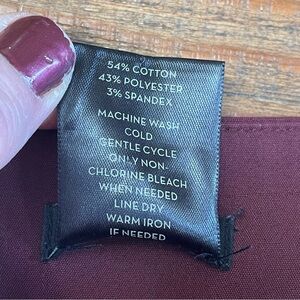 54% COTTON
43% POLYESTER
3% SPANDEX
MACHINE WASH
COLD
GENTLE CYCLE
ONLY NON-
CHLORINE BLEACH
WHEN NEEDED
LINE DRY
WARM IRON
IF NEEDED